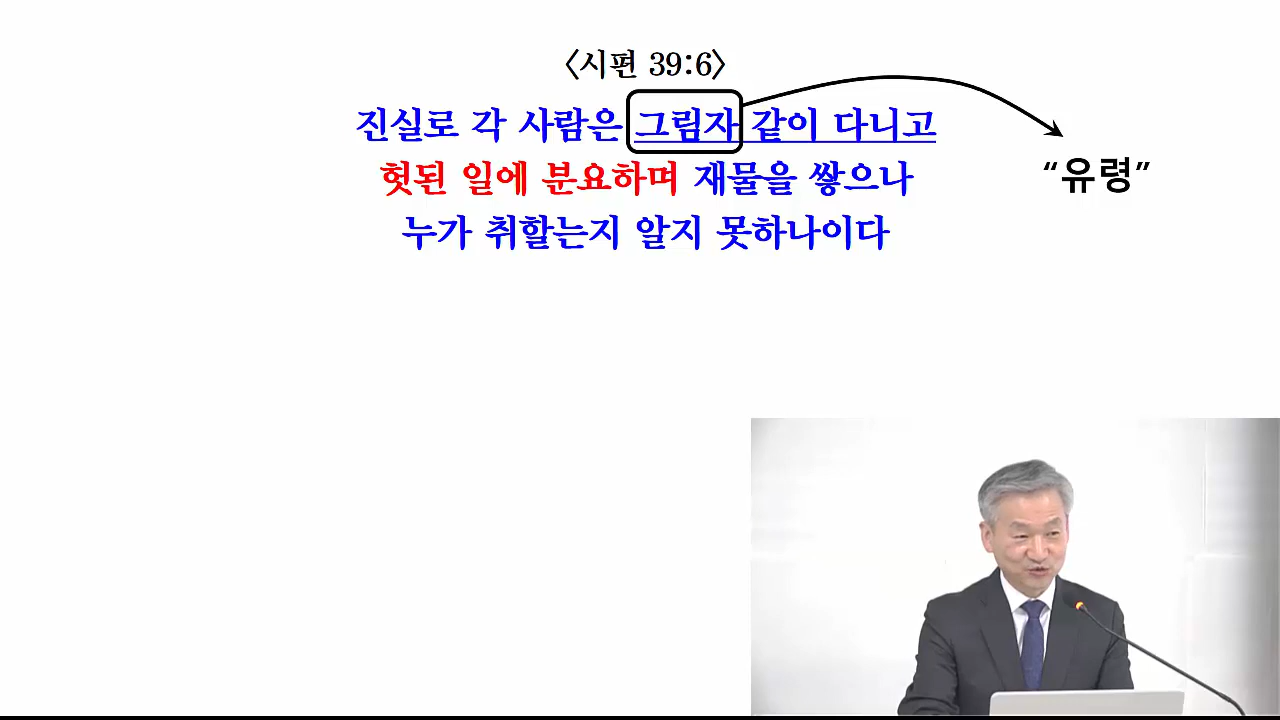 〈시편 39:6〉
진실로 각 사람은 그림자 같이 다니고
헛된 일에 분요하며 재물을 쌓으나
누가 취할는지 알지 못하나이다
“유령”